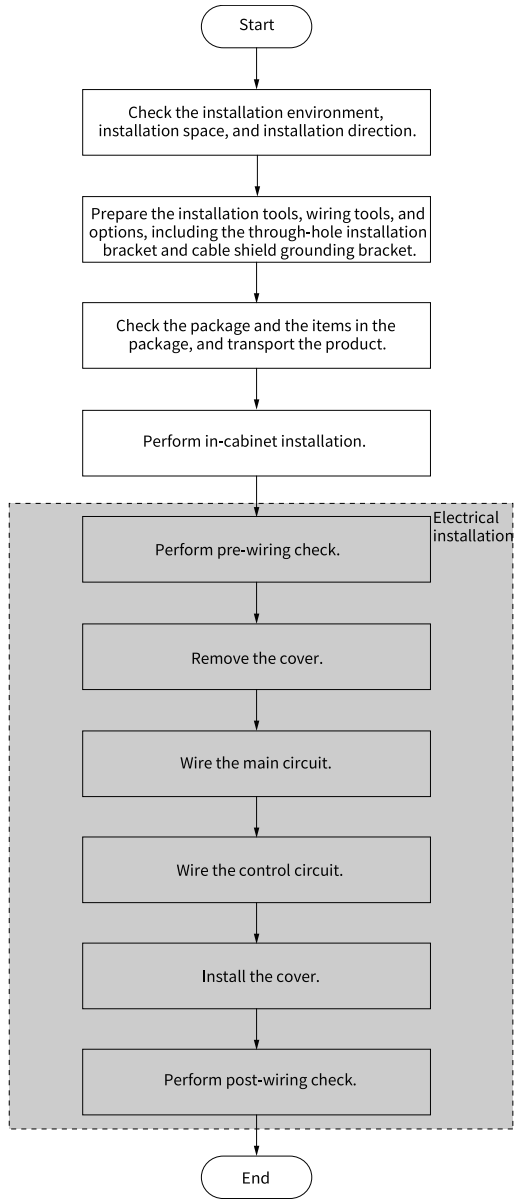 Start
Check the installation environment,
installation space, and installation direction.
Prepare the installation tools, wiring tools, and
options, including the through-hole installation
bracket and cable shield grounding bracket.
Check the package and the items in the
package, and transport the product.
Perform in-cabinet installation.
Electrical
installation
Perform pre-wiring check.
Remove the cover.
Wire the main circuit.
Wire the control circuit.
Install the cover.
Perform post-wiring check.
End